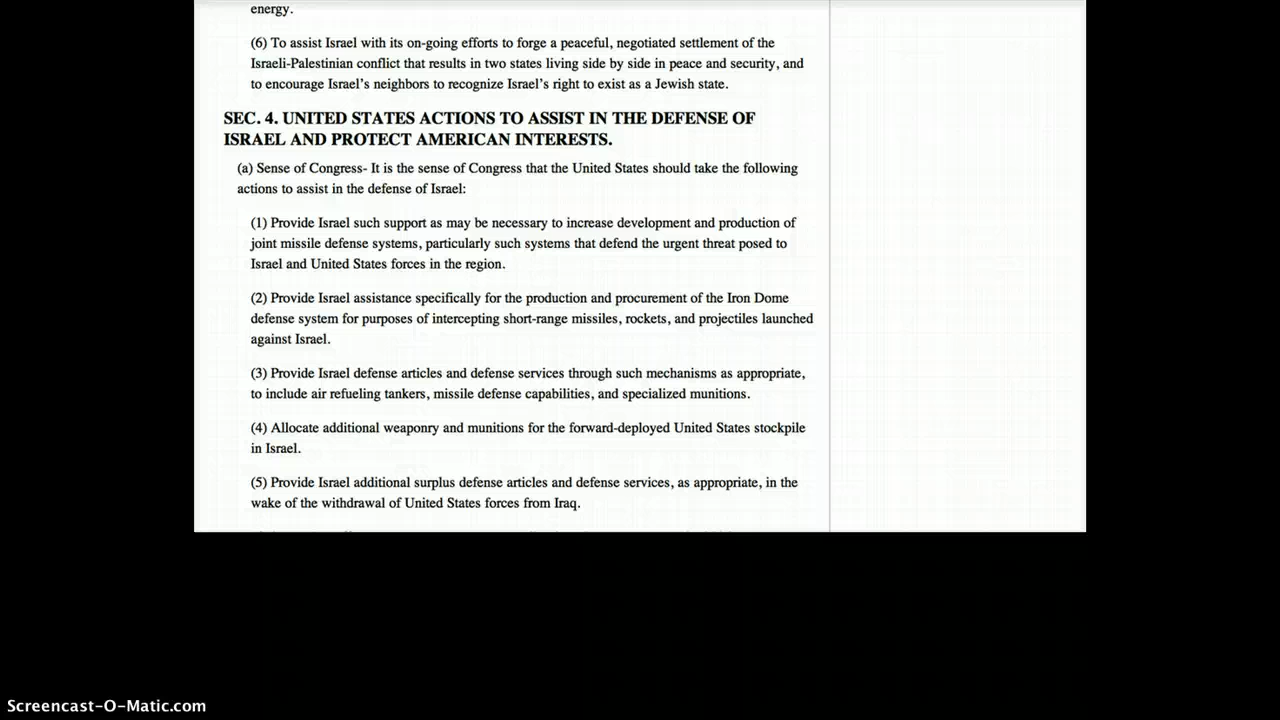 energy.
(6) To assist Israel with its on-going efforts to forge a peaceful, negotiated settlement of the
Israeli-Palestinian conflict that results in two states living side by side in peace and security, and
to encourage Israel’s neighbors to recognize Israel’s right to exist as a Jewish state.
SEC. 4. UNITED STATES ACTIONS TO ASSIST IN THE DEFENSE OF
ISRAEL AND PROTECT AMERICAN INTERESTS.
(a) Sense of Congress- It is the sense of Congress that the United States should take the following
actions to assist in the defense of Israel:
(1) Provide Israel such support as may be necessary to increase development and production of
joint missile defense systems, particularly such systems that defend the urgent threat posed to
Israel and United States forces in the region.
(2) Provide Israel assistance specifically for the production and procurement of the Iron Dome
defense system for purposes of intercepting short-range missiles, rockets, and projectiles launched
against Israel.
(3) Provide Israel defense articles and defense services through such mechanisms as appropriate,
to include air refueling tankers, missile defense capabilities, and specialized munitions.
(4) Allocate additional weaponry and munitions for the forward-deployed United States stockpile
in Israel.
(5) Provide Israel additional surplus defense articles and defense services, as appropriate, in the
wake of the withdrawal of United States forces from Iraq.
Screencast-O-Matic.com